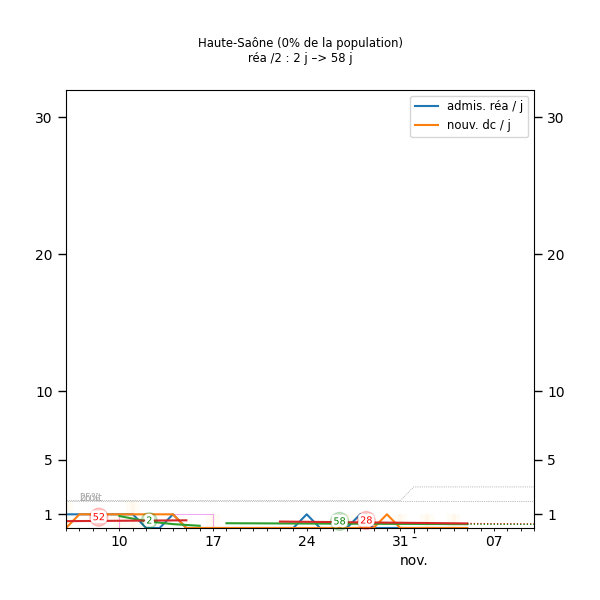 Haute-Saône (0% de la population)
réa /2 : 2 j –> 58 j
admis. réa / j
nouv. dc / j
30 30
20 20
10 10
5 5
1 1
52 2 58 28
10 17 24 31 07
nov.